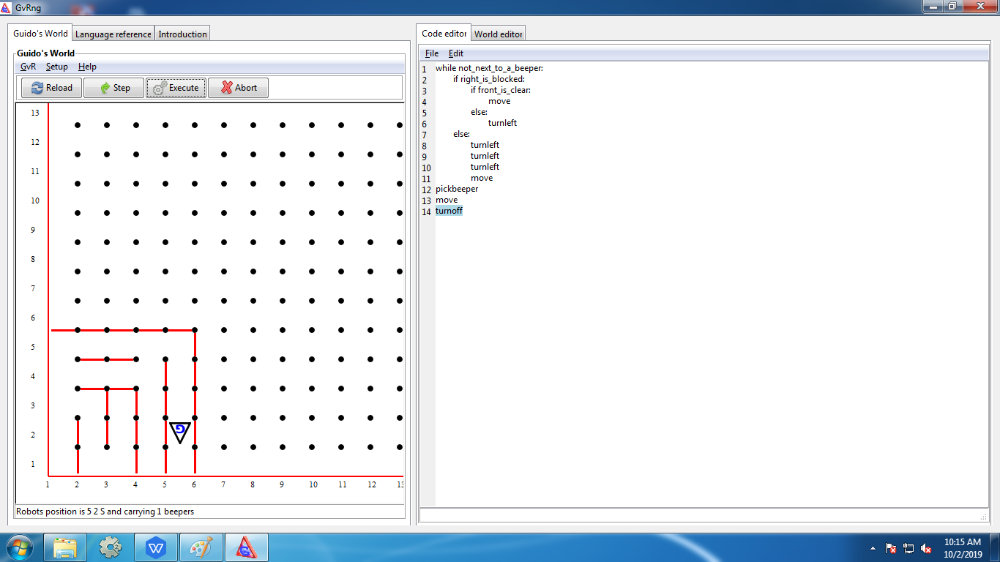 GvRng
Guido's World Language reference Introduction
Guido's World
GvR Setup Help
Reload Step Execute Abort
13
12
11
10
9
8
7
6
5
4
3
2
1
G
1 2 3 4 5 6 7 8 9 10 11 12 13
Robots position is 5 2 S and carrying 1 beepers
Code editor World editor
File Edit
1 while not_next_to_a_beeper:
2 if right_is_blocked:
3 if front_is_clear:
4 move
5 else:
6 turnleft
7 else:
8 turnleft
9 turnleft
10 turnleft
11 move
12 pickbeeper
13 move
14 turnoff
10:15 AM
10/2/2019